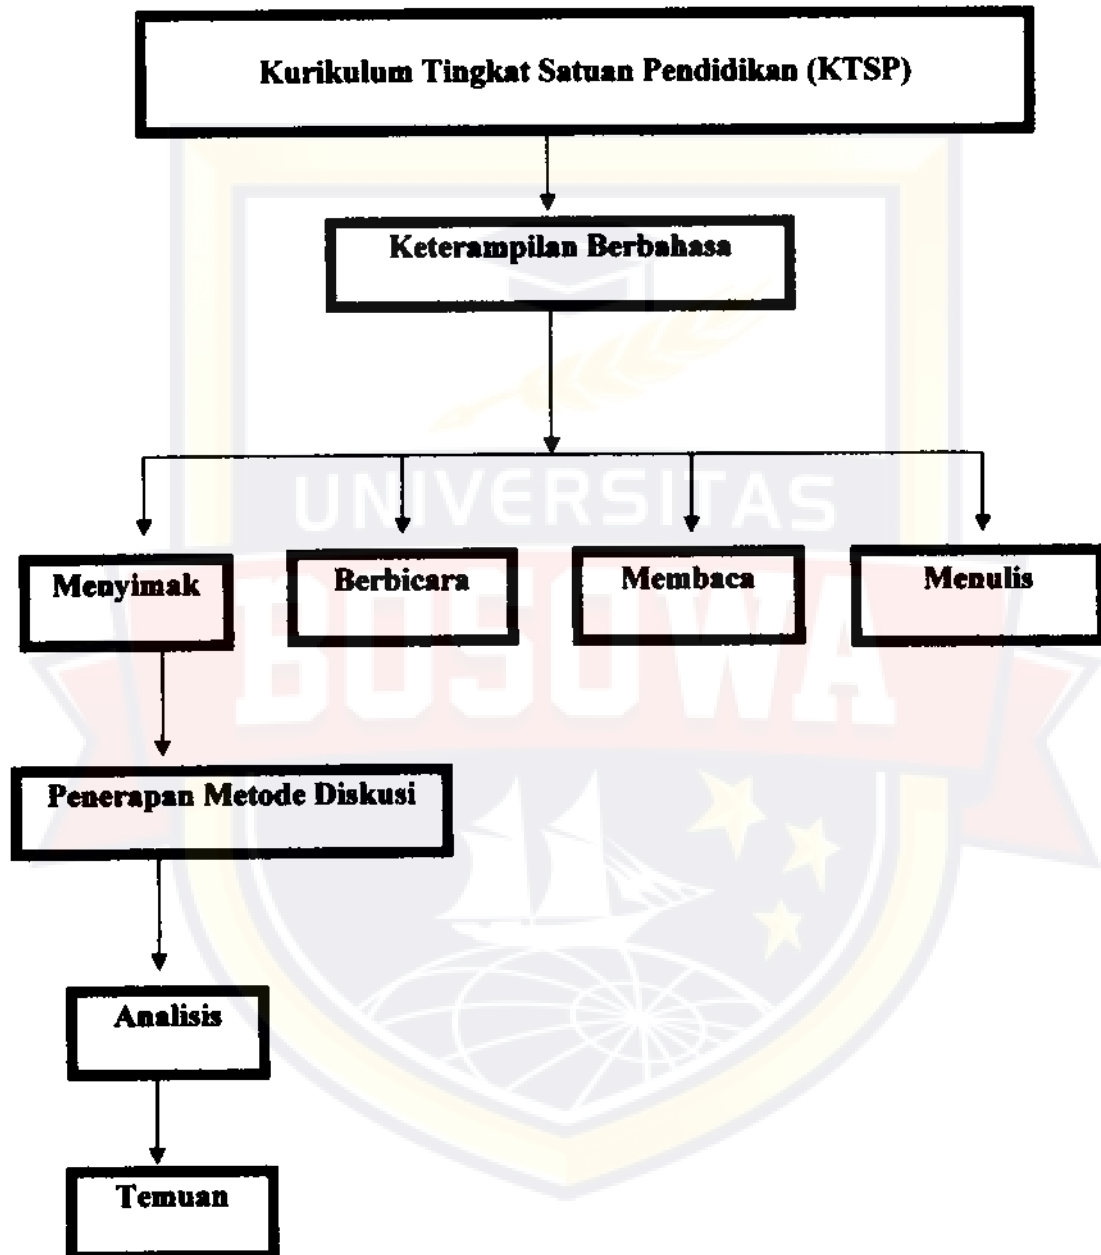 Kurikulum Tingkat Satuan Pendidikan (KTSP)
Keterampilan Berbahasa
UNIVERSITAS
Menyimak
Berbicara
Membaca
Menulis
BOSOWA
Penerapan Metode Diskusi
Analisis
Temuan